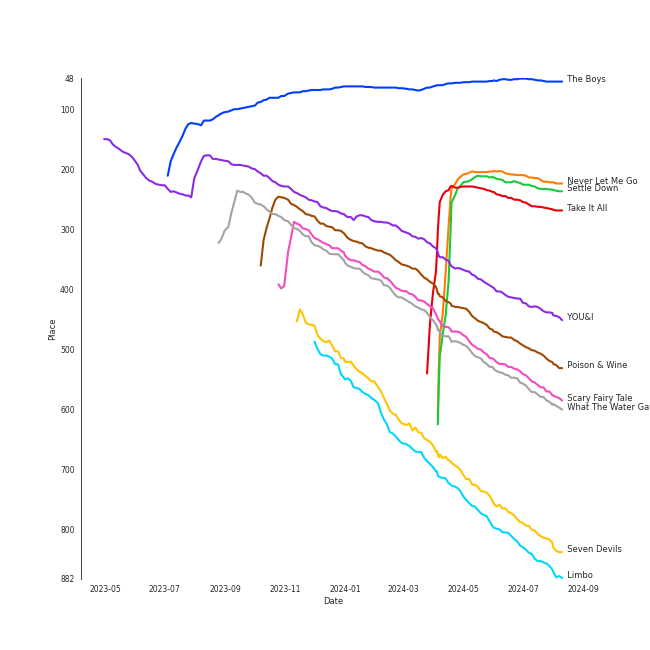 48
The Boys
100
200
Never Let Me Go
Settle Down
Take It All
300
400
YOU&I
500
Poison & Wine
600
Scary Fairy Tale
What The Water Ga
700
800
Seven Devils
882
Limbo
Place
2023-05 2023-07 2023-09 2023-11 2024-01 2024-03 2024-05 2024-07 2024-09
Date